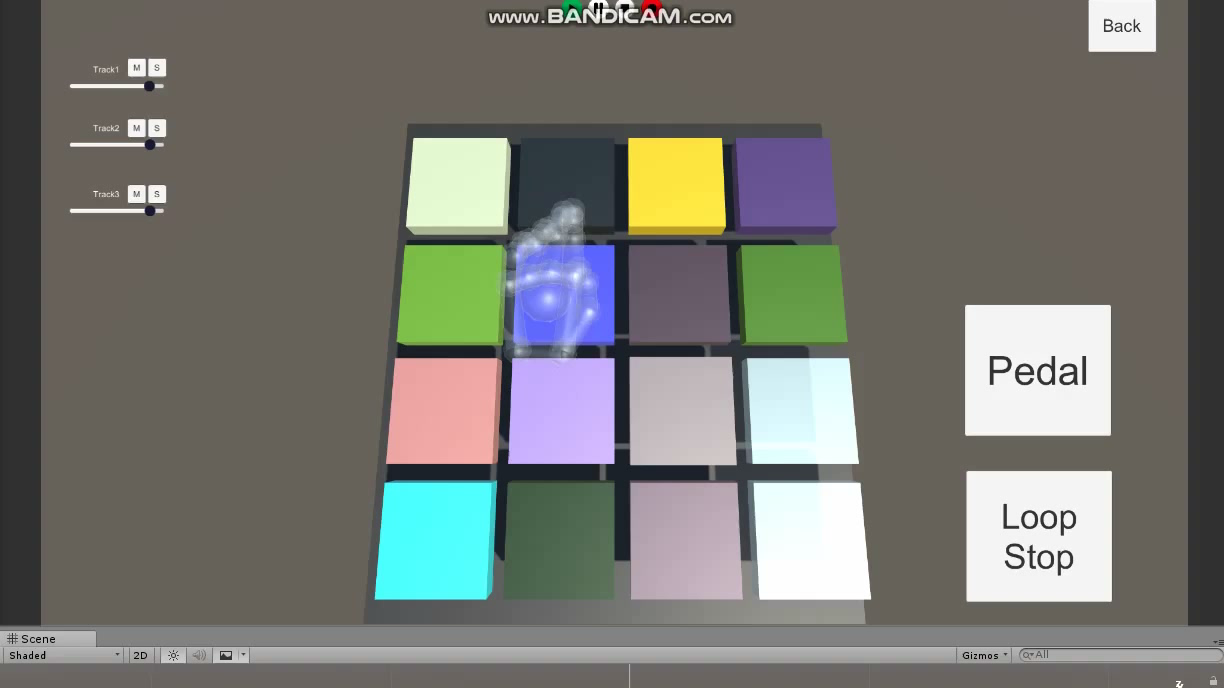 www.BANDICAM.com
Back
Track1 M S
Track2 M S
Track3 M S
Pedal
Loop
Stop
Scene
Shaded 2D Gizmos All